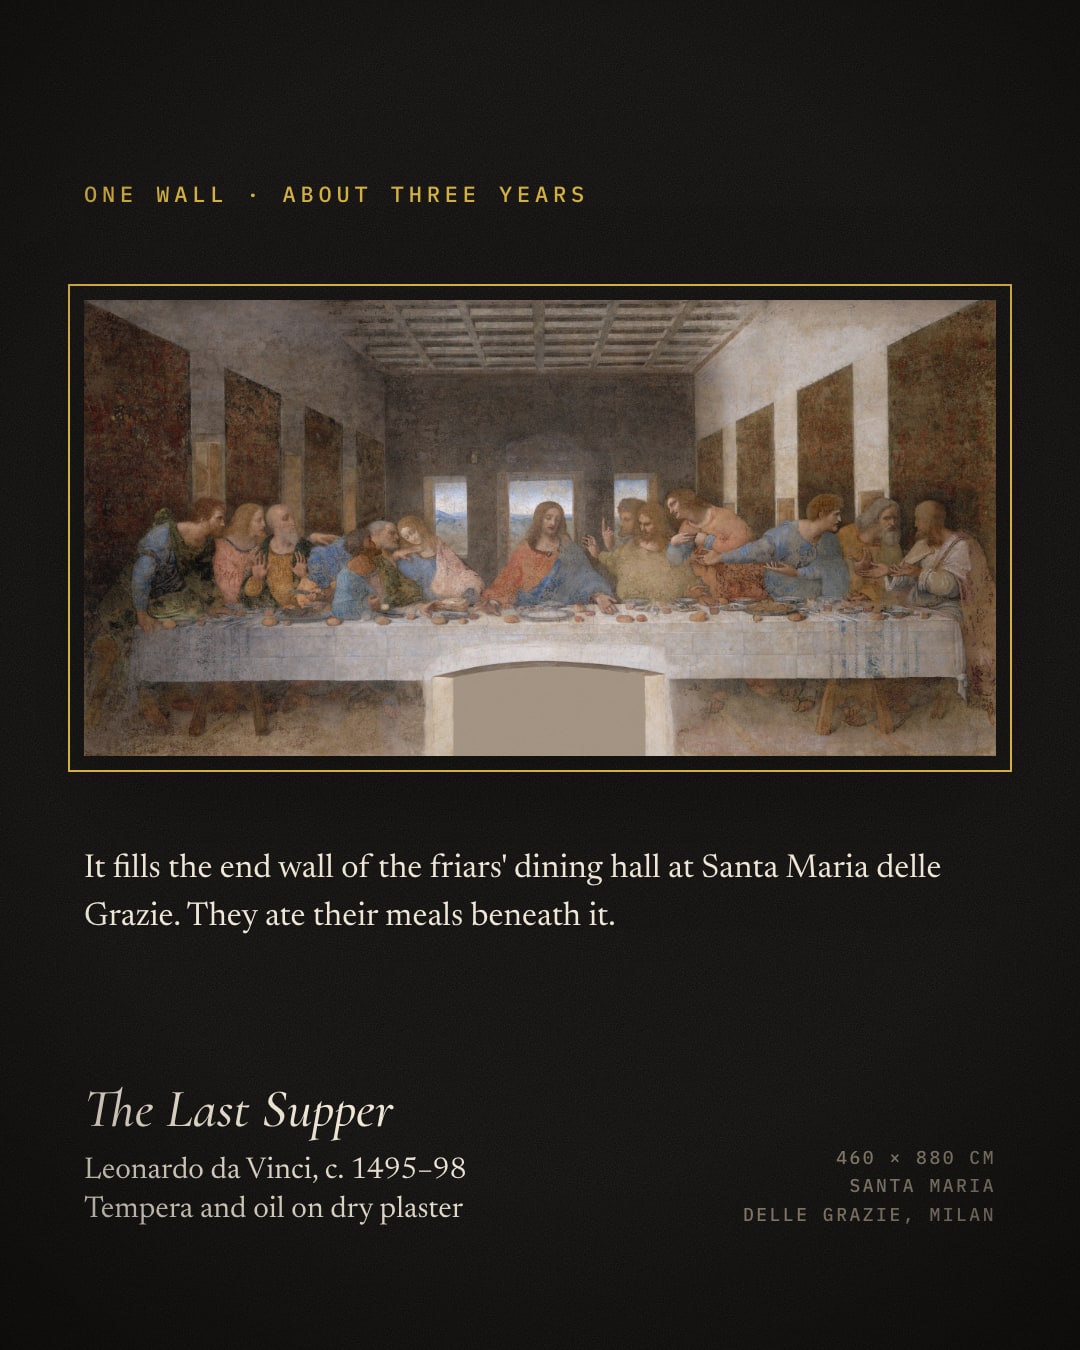 ONE WALL · ABOUT THREE YEARS
It fills the end wall of the friars' dining hall at Santa Maria delle
Grazie. They ate their meals beneath it.
The Last Supper
Leonardo da Vinci, c. 1495–98
Tempera and oil on dry plaster
460 × 880 CM
SANTA MARIA
DELLE GRAZIE, MILAN